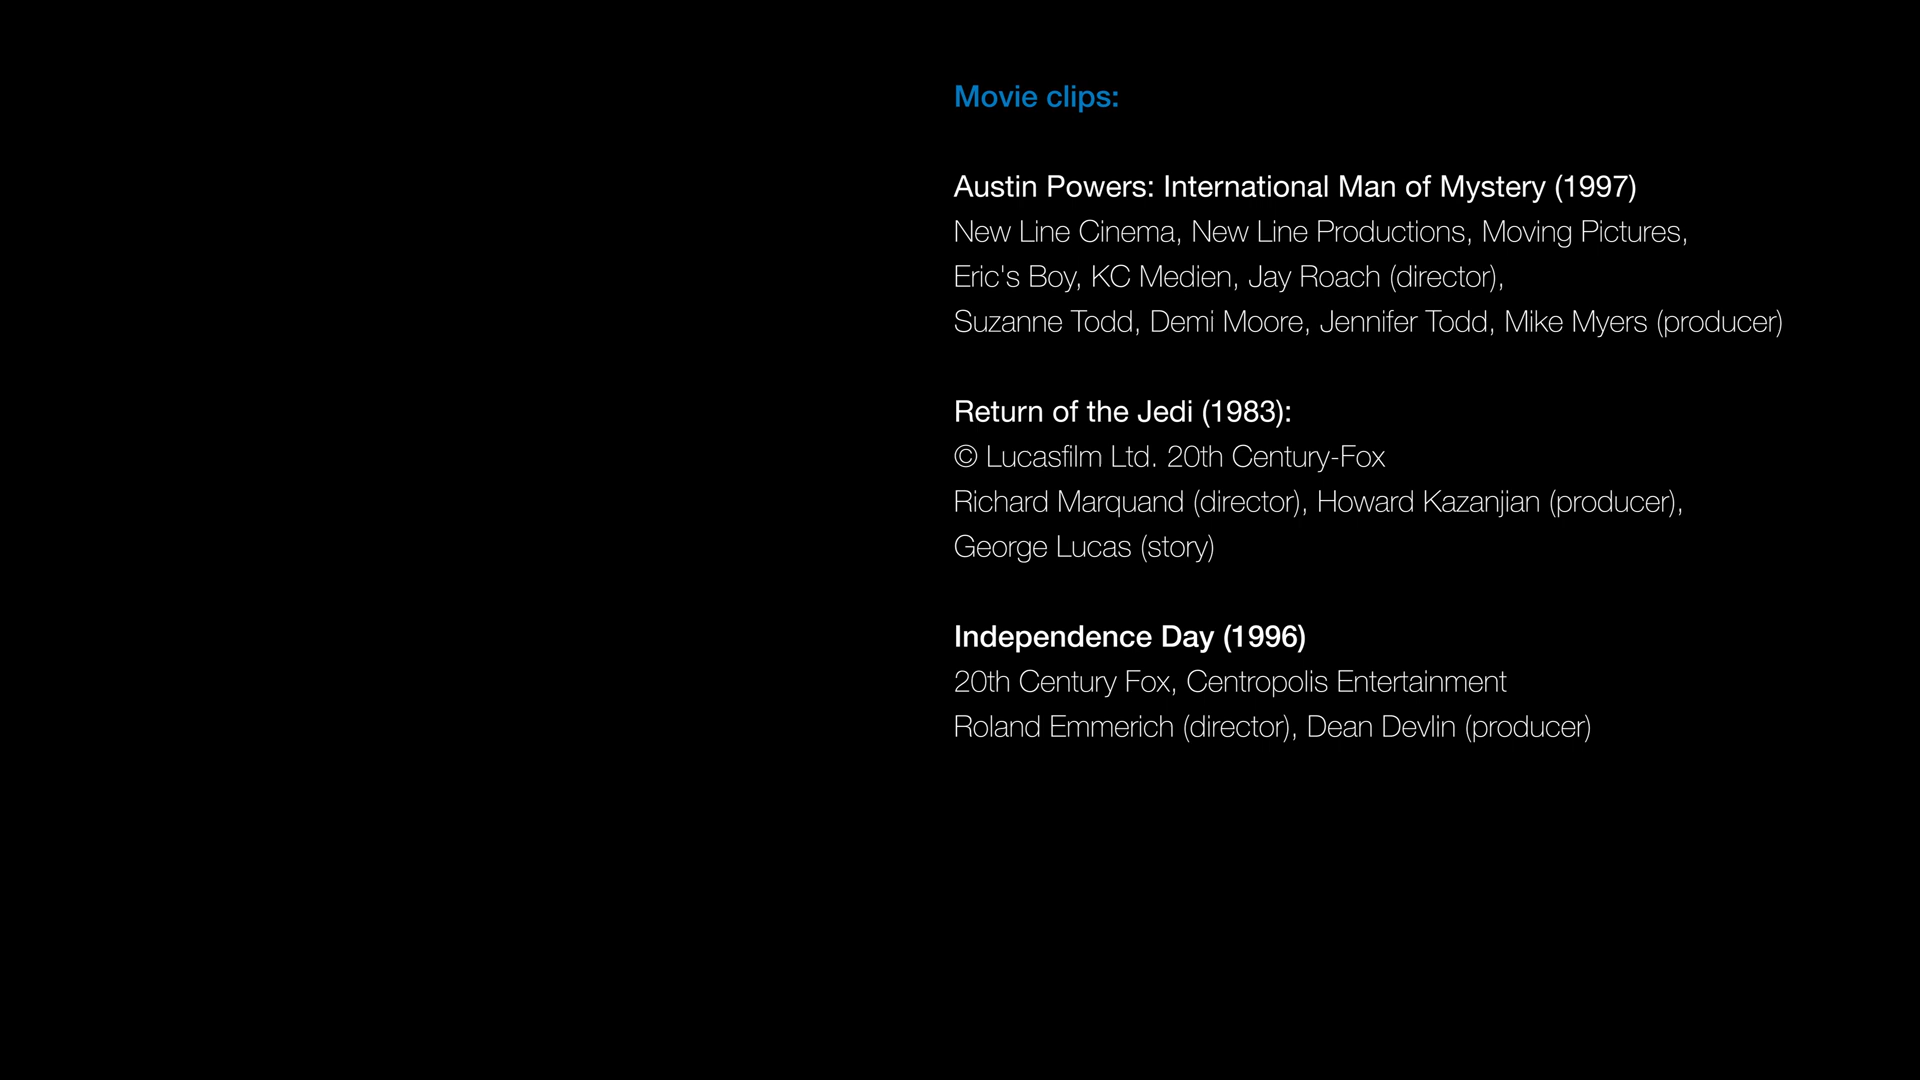 Movie clips:
Austin Powers: International Man of Mystery (1997)
New Line Cinema, New Line Productions, Moving Pictures,
Eric's Boy, KC Medien, Jay Roach (director),
Suzanne Todd, Demi Moore, Jennifer Todd, Mike Myers (producer)
Return of the Jedi (1983):
© Lucasfilm Ltd. 20th Century-Fox
Richard Marquand (director), Howard Kazanjian (producer),
George Lucas (story)
Independence Day (1996)
20th Century Fox, Centropolis Entertainment
Roland Emmerich (director), Dean Devlin (producer)